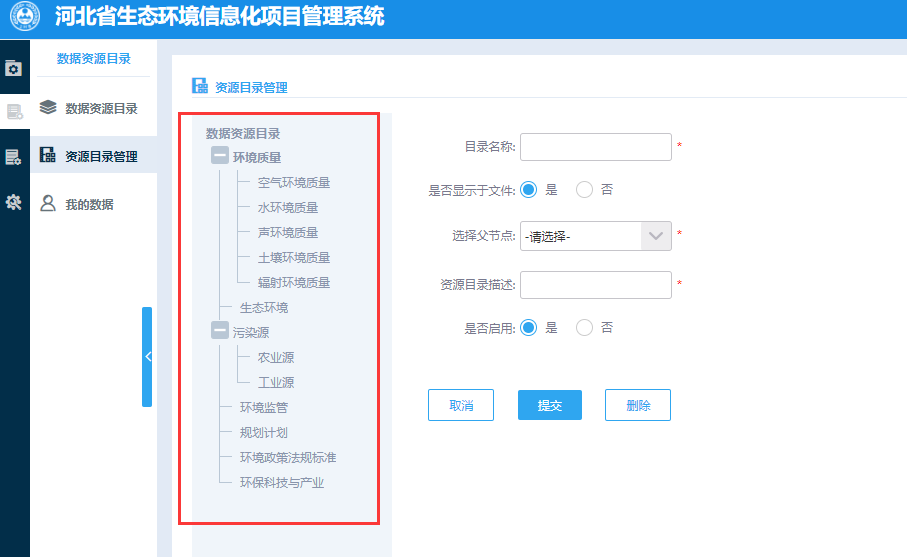 河北省生态环境信息化项目管理系统
数据资源目录
数据资源目录
资源目录管理
我的数据
资源目录管理
数据资源目录
环境质量
空气环境质量
水环境质量
声环境质量
土壤环境质量
辐射环境质量
生态环境
污染源
农业源
工业源
环境监管
规划计划
环境政策法规标准
环保科技与产业
目录名称: *
是否显示于文件: 是 否
选择父节点: -请选择- *
资源目录描述: *
是否启用: 是 否
取消 提交 删除